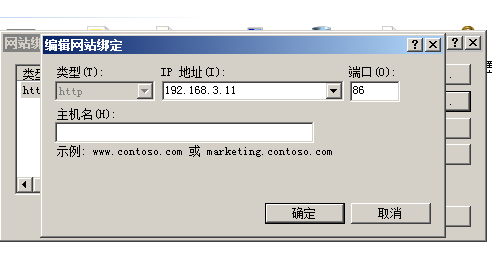 网站绑
编辑网站绑定
类型(T):
IP 地址(I):
端口(O):
http
192.168.3.11
86
主机名(H):
示例: www.contoso.com 或 marketing.contoso.com
确定
取消
类型
htt